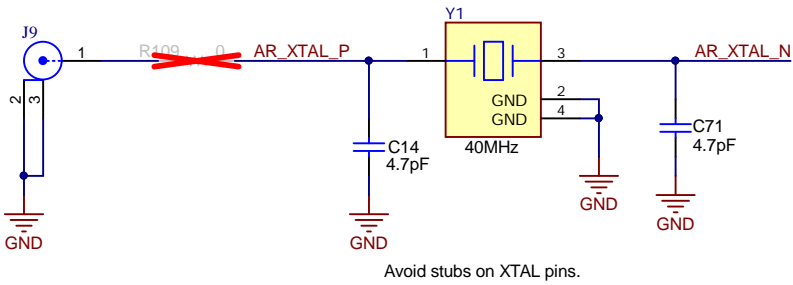 Y1
J9
1
R109 0
AR_XTAL_P
1
3
AR_XTAL_N
2
3
GND
2
GND
4
C14
4.7pF
40MHz
C71
4.7pF
GND
GND
GND
GND
Avoid stubs on XTAL pins.